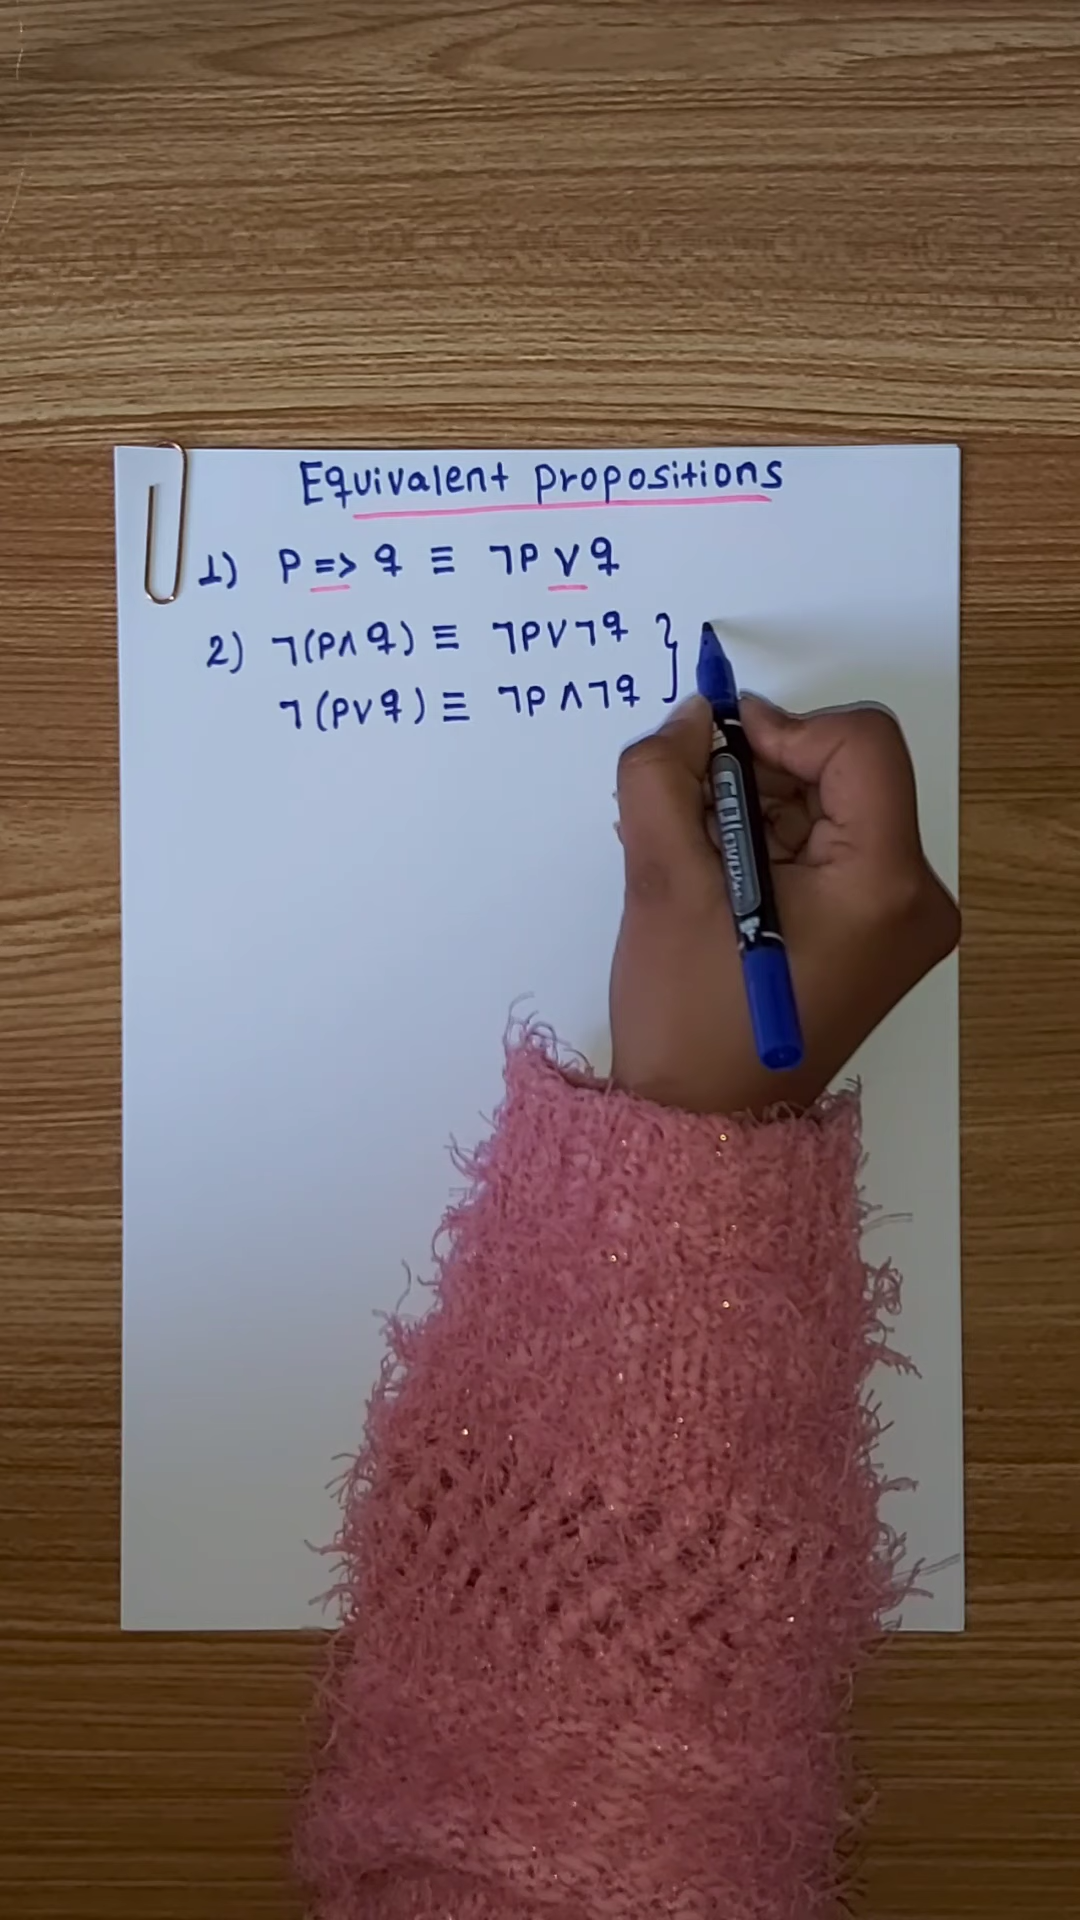 Equivalent propositions
1) P => q ≡ ¬P ∨ q
2) ¬(P∧q) ≡ ¬P∨¬q }
¬(P∨q) ≡ ¬P∧¬q